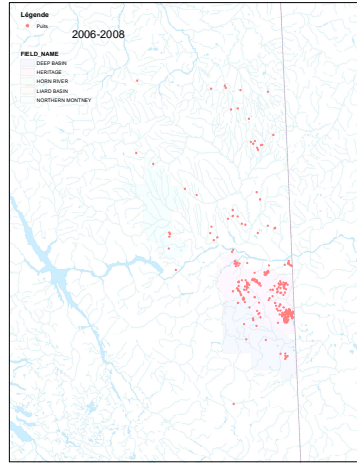 Légende
Puits
2006-2008
FIELD_NAME
DEEP BASIN
HERITAGE
HORN RIVER
LIARD BASIN
NORTHERN MONTNEY